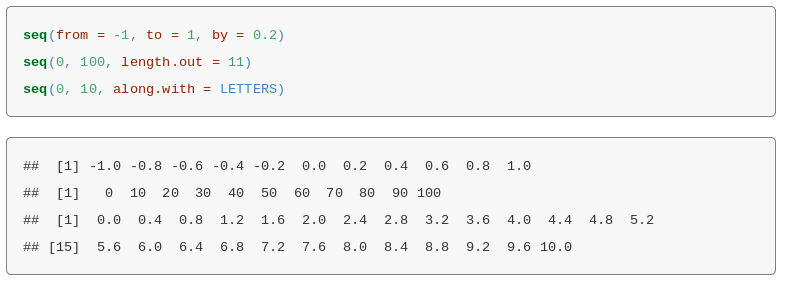 seq(from = -1, to = 1, by = 0.2)
seq(0, 100, length.out = 11)
seq(0, 10, along.with = LETTERS)
##  [1] -1.0 -0.8 -0.6 -0.4 -0.2  0.0  0.2  0.4  0.6  0.8  1.0
##  [1]   0  10  20  30  40  50  60  70  80  90 100
##  [1]  0.0  0.4  0.8  1.2  1.6  2.0  2.4  2.8  3.2  3.6  4.0  4.4  4.8  5.2
## [15]  5.6  6.0  6.4  6.8  7.2  7.6  8.0  8.4  8.8  9.2  9.6 10.0